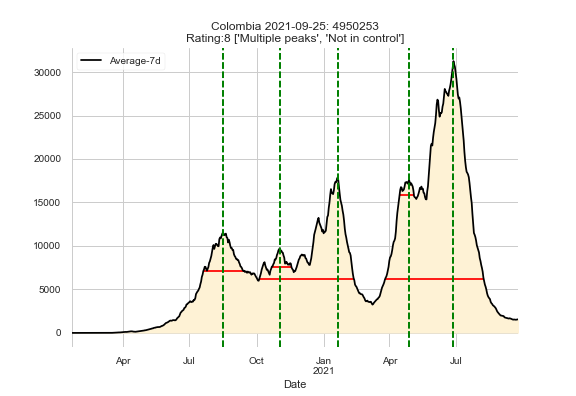 Colombia 2021-09-25: 4950253
Rating:8 ['Multiple peaks', 'Not in control']
Average-7d
30000
25000
20000
15000
10000
5000
0
Apr Jul Oct Jan Apr Jul
2021
Date